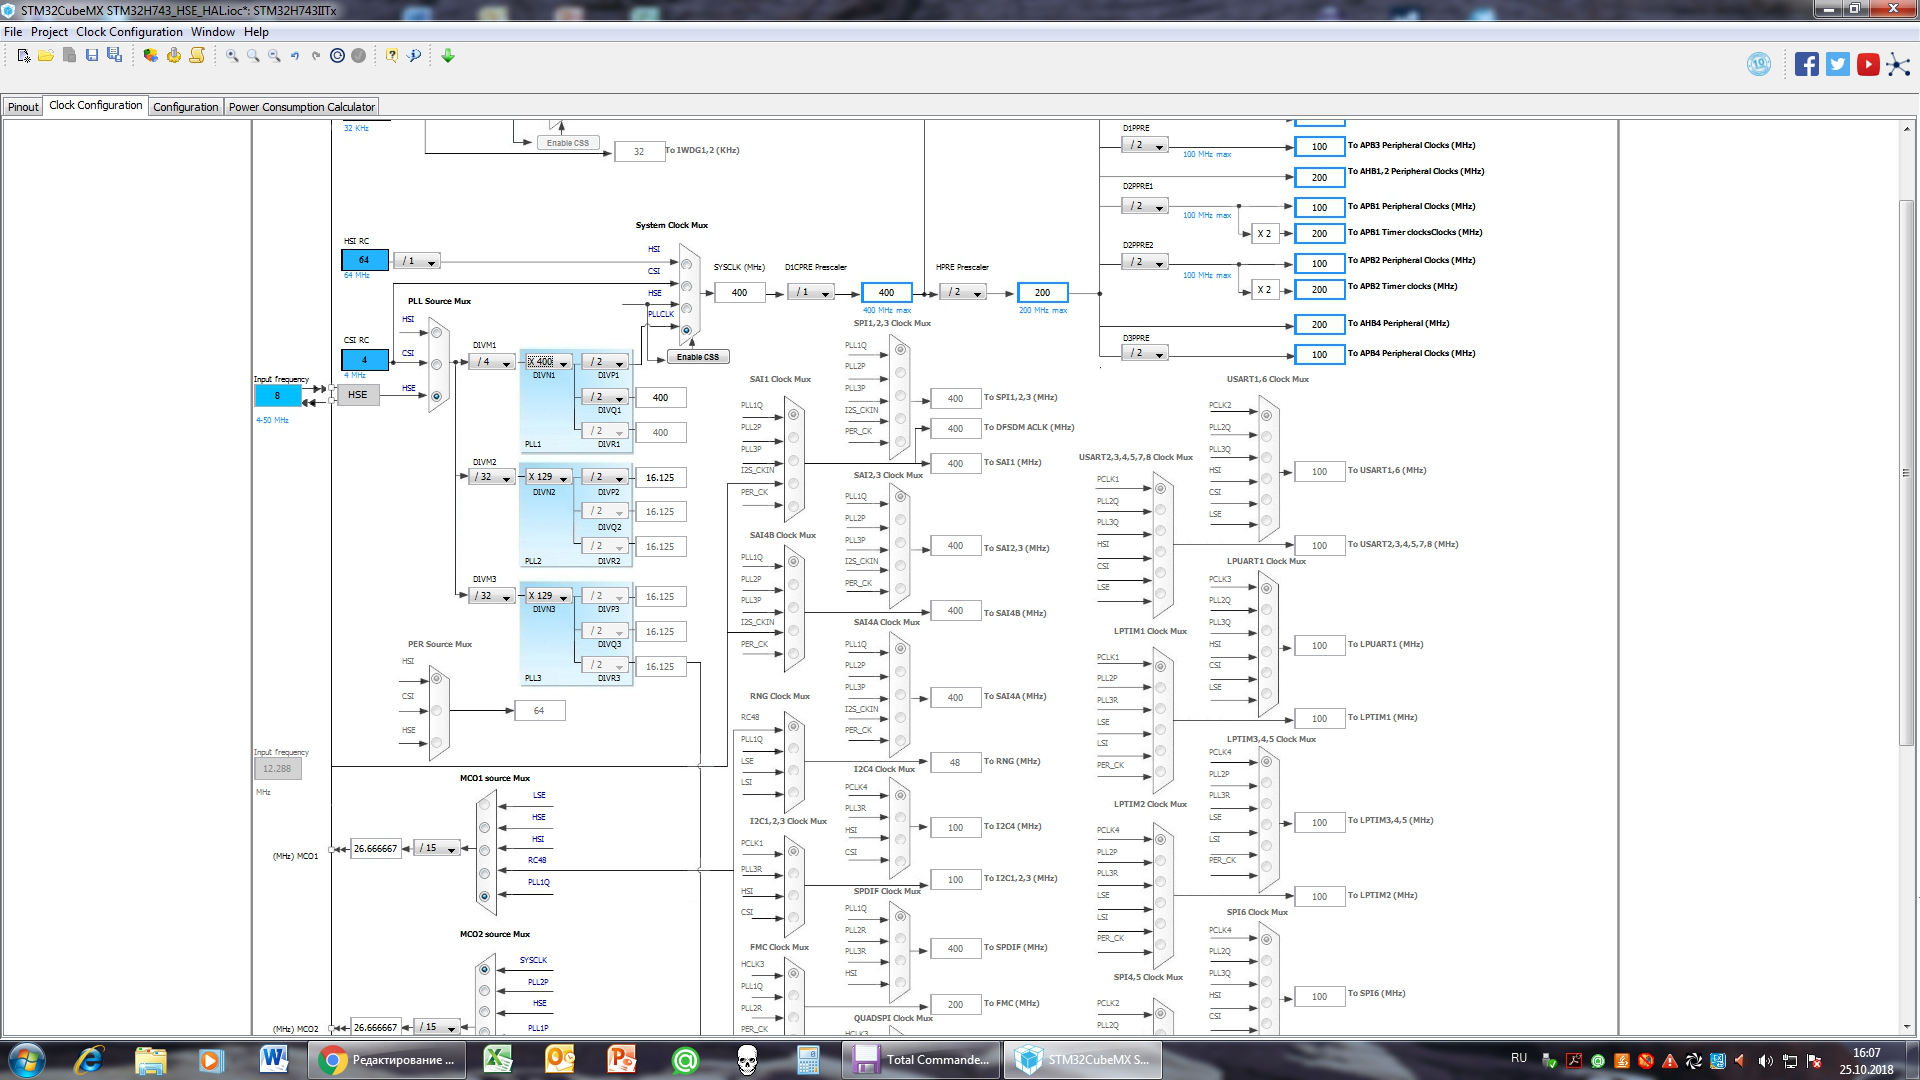 STM32CubeMX STM32H743_HSE_HAL.ioc*: STM32H743IITx
File Project Clock Configuration Window Help
Pinout Clock Configuration Configuration Power Consumption Calculator
32 KHz
Enable CSS
32 To IWDG1,2 (KHz)
D1PPRE
/ 2 100 MHz max 100 To APB3 Peripheral Clocks (MHz)
200 To AHB1,2 Peripheral Clocks (MHz)
D2PPRE1
/ 2 100 MHz max 100 To APB1 Peripheral Clocks (MHz)
X 2 200 To APB1 Timer clocksClocks (MHz)
D2PPRE2
/ 2 100 MHz max 100 To APB2 Peripheral Clocks (MHz)
X 2 200 To APB2 Timer clocks (MHz)
200 To AHB4 Peripheral (MHz)
D3PPRE
/ 2 100 To APB4 Peripheral Clocks (MHz)
System Clock Mux
HSI
CSI
HSE
PLLCLK
Enable CSS
HSI RC
64 / 1
64 MHz
SYSCLK (MHz) D1CPRE Prescaler HPRE Prescaler
400 / 1 400 / 2 200
400 MHz max 200 MHz max
PLL Source Mux
HSI
CSI
HSE
CSI RC
4
4 MHz
Input frequency
8 HSE
4-50 MHz
DIVM1
/ 4 X 400 / 2
DIVN1 DIVP1
/ 2 400
DIVQ1
/ 2 400
PLL1 DIVR1
DIVM2
/ 32 X 129 / 2 16.125
DIVN2 DIVP2
/ 2 16.125
DIVQ2
/ 2 16.125
PLL2 DIVR2
DIVM3
/ 32 X 129 / 2 16.125
DIVN3 DIVP3
/ 2 16.125
DIVQ3
/ 2 16.125
PLL3 DIVR3
PER Source Mux
HSI
CSI
HSE
64
Input frequency
12.288
MHz
MCO1 source Mux
LSE
HSE
HSI
RC48
PLL1Q
(MHz) MCO1 26.666667 / 15
MCO2 source Mux
SYSCLK
PLL2P
HSE
PLL1P
(MHz) MCO2 26.666667 / 15
SPI1,2,3 Clock Mux
PLL1Q
PLL2P
PLL3P
I2S_CKIN
PER_CK
400 To SPI1,2,3 (MHz)
400 To DFSDM ACLK (MHz)
SAI1 Clock Mux
PLL1Q
PLL2P
PLL3P
I2S_CKIN
PER_CK
400 To SAI1 (MHz)
SAI2,3 Clock Mux
PLL1Q
PLL2P
PLL3P
I2S_CKIN
PER_CK
400 To SAI2,3 (MHz)
SAI4B Clock Mux
PLL1Q
PLL2P
PLL3P
I2S_CKIN
PER_CK
400 To SAI4B (MHz)
SAI4A Clock Mux
PLL1Q
PLL2P
PLL3P
I2S_CKIN
PER_CK
400 To SAI4A (MHz)
RNG Clock Mux
RC48
PLL1Q
LSE
LSI
48 To RNG (MHz)
I2C4 Clock Mux
PCLK4
PLL3R
HSI
CSI
100 To I2C4 (MHz)
I2C1,2,3 Clock Mux
PCLK1
PLL3R
HSI
CSI
100 To I2C1,2,3 (MHz)
SPDIF Clock Mux
PLL1Q
PLL2R
PLL3R
HSI
400 To SPDIF (MHz)
FMC Clock Mux
HCLK3
PLL1Q
PLL2R
PER_CK
200 To FMC (MHz)
QUADSPI Clock Mux
HCLK3
USART1,6 Clock Mux
PCLK2
PLL2Q
PLL3Q
HSI
CSI
LSE
100 To USART1,6 (MHz)
USART2,3,4,5,7,8 Clock Mux
PCLK1
PLL2Q
PLL3Q
HSI
CSI
LSE
100 To USART2,3,4,5,7,8 (MHz)
LPUART1 Clock Mux
PCLK3
PLL2Q
PLL3Q
HSI
CSI
LSE
100 To LPUART1 (MHz)
LPTIM1 Clock Mux
PCLK1
PLL2P
PLL3R
LSE
LSI
PER_CK
100 To LPTIM1 (MHz)
LPTIM3,4,5 Clock Mux
PCLK4
PLL2P
PLL3R
LSE
LSI
PER_CK
100 To LPTIM3,4,5 (MHz)
LPTIM2 Clock Mux
PCLK4
PLL2P
PLL3R
LSE
LSI
PER_CK
100 To LPTIM2 (MHz)
SPI6 Clock Mux
PCLK4
PLL2Q
PLL3Q
HSI
CSI
100 To SPI6 (MHz)
SPI4,5 Clock Mux
PCLK2
PLL2Q
Редактирование ... Total Commande... STM32CubeMX S... RU 16:07
25.10.2018